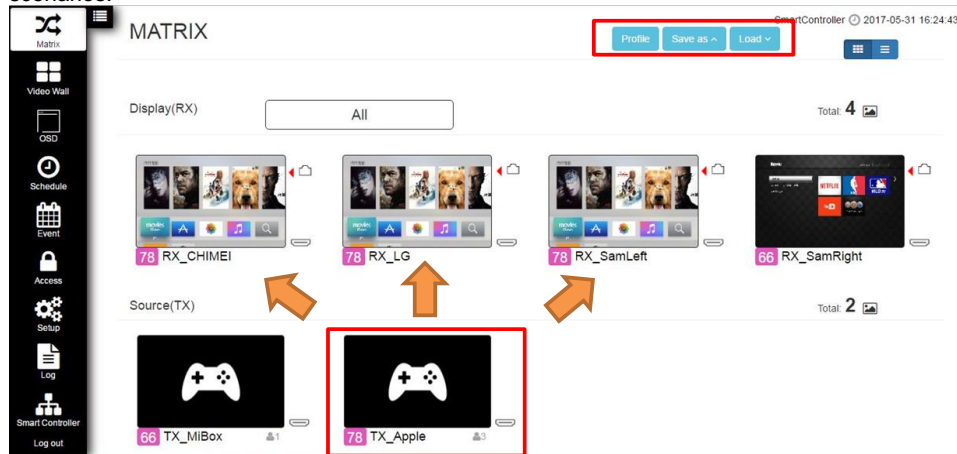 SmartController 2017-05-31 16:24:43
Matrix
MATRIX
Profile Save as Load
Video Wall
OSD
Display(RX) All Total: 4
Schedule
Event
78 RX_CHIMEI 78 RX_LG 78 RX_SamLeft 66 RX_SamRight
Access
Source(TX) Total: 2
Setup
Log
Smart Controller
66 TX_MiBox 1 78 TX_Apple 3
Log out